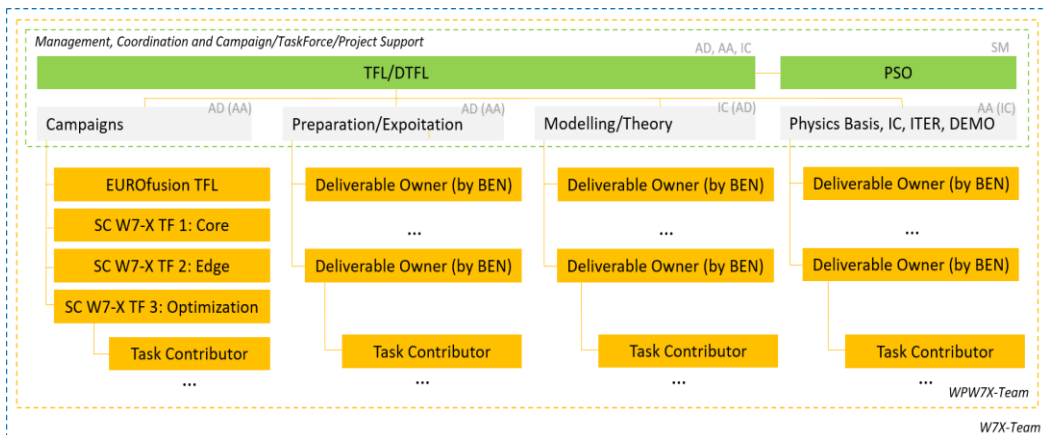 Management, Coordination and Campaign/TaskForce/Project Support
AD, AA, IC
SM
TFL/DTFL
PSO
AD (AA)
AD (AA)
IC (AD)
AA (IC)
Campaigns
Preparation/Expoitation
Modelling/Theory
Physics Basis, IC, ITER, DEMO
EUROfusion TFL
Deliverable Owner (by BEN)
Deliverable Owner (by BEN)
Deliverable Owner (by BEN)
SC W7-X TF 1: Core
...
...
...
SC W7-X TF 2: Edge
Deliverable Owner (by BEN)
Deliverable Owner (by BEN)
Deliverable Owner (by BEN)
SC W7-X TF 3: Optimization
Task Contributor
Task Contributor
Task Contributor
Task Contributor
...
...
...
...
WPW7X-Team
W7X-Team